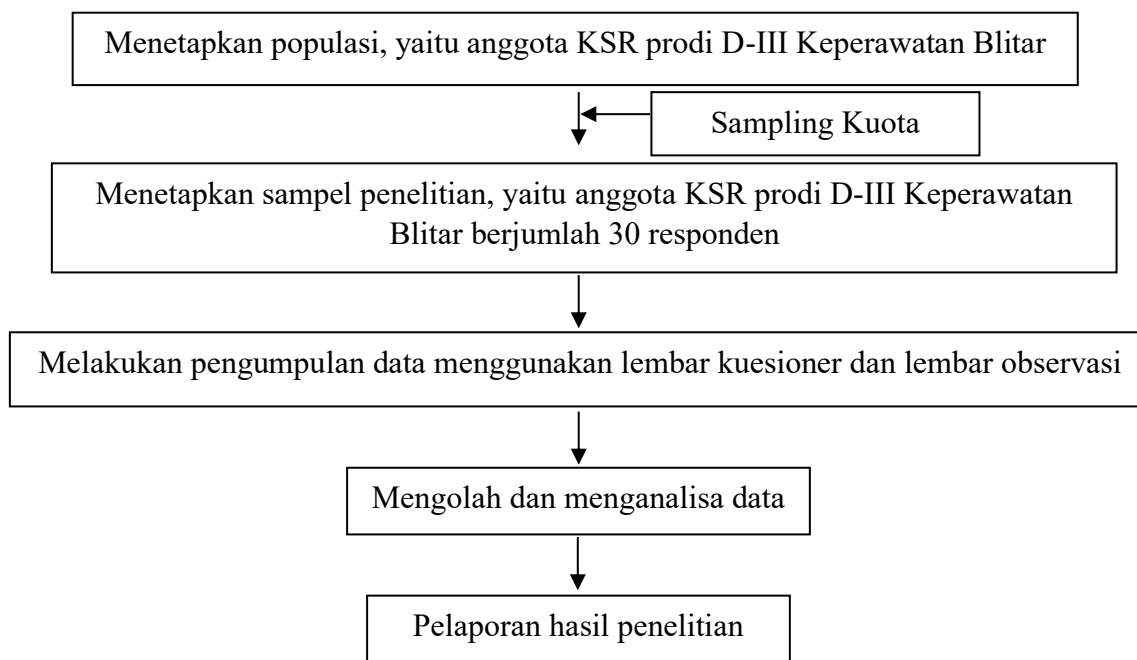 Menetapkan populasi, yaitu anggota KSR prodi D-III Keperawatan Blitar
Sampling Kuota
Menetapkan sampel penelitian, yaitu anggota KSR prodi D-III Keperawatan
Blitar berjumlah 30 responden
Melakukan pengumpulan data menggunakan lembar kuesioner dan lembar observasi
Mengolah dan menganalisa data
Pelaporan hasil penelitian